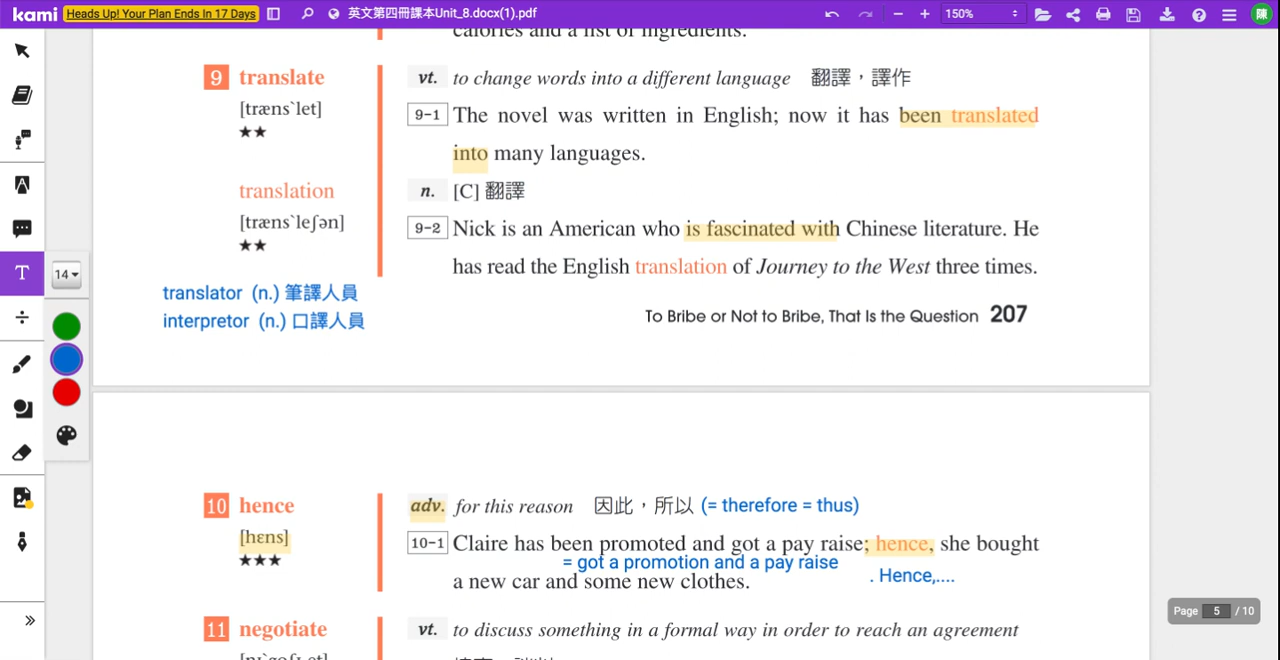 kami Heads Up! Your Plan Ends In 17 Days 英文第四冊課本Unit_8.docx(1).pdf 150% 陳
calories and a list of ingredients.
9 translate vt. to change words into a different language 翻譯，譯作
[træns`let] 9-1 The novel was written in English; now it has been translated
★★
into many languages.
translation n. [C] 翻譯
[træns`leʃən] 9-2 Nick is an American who is fascinated with Chinese literature. He
★★
has read the English translation of Journey to the West three times.
T 14
translator (n.) 筆譯人員
interpretor (n.) 口譯人員
To Bribe or Not to Bribe, That Is the Question 207
10 hence adv. for this reason 因此，所以 (= therefore = thus)
[hɛns] 10-1 Claire has been promoted and got a pay raise; hence, she bought
★★★
= got a promotion and a pay raise
. Hence,....
a new car and some new clothes.
Page 5 / 10
11 negotiate vt. to discuss something in a formal way in order to reach an agreement